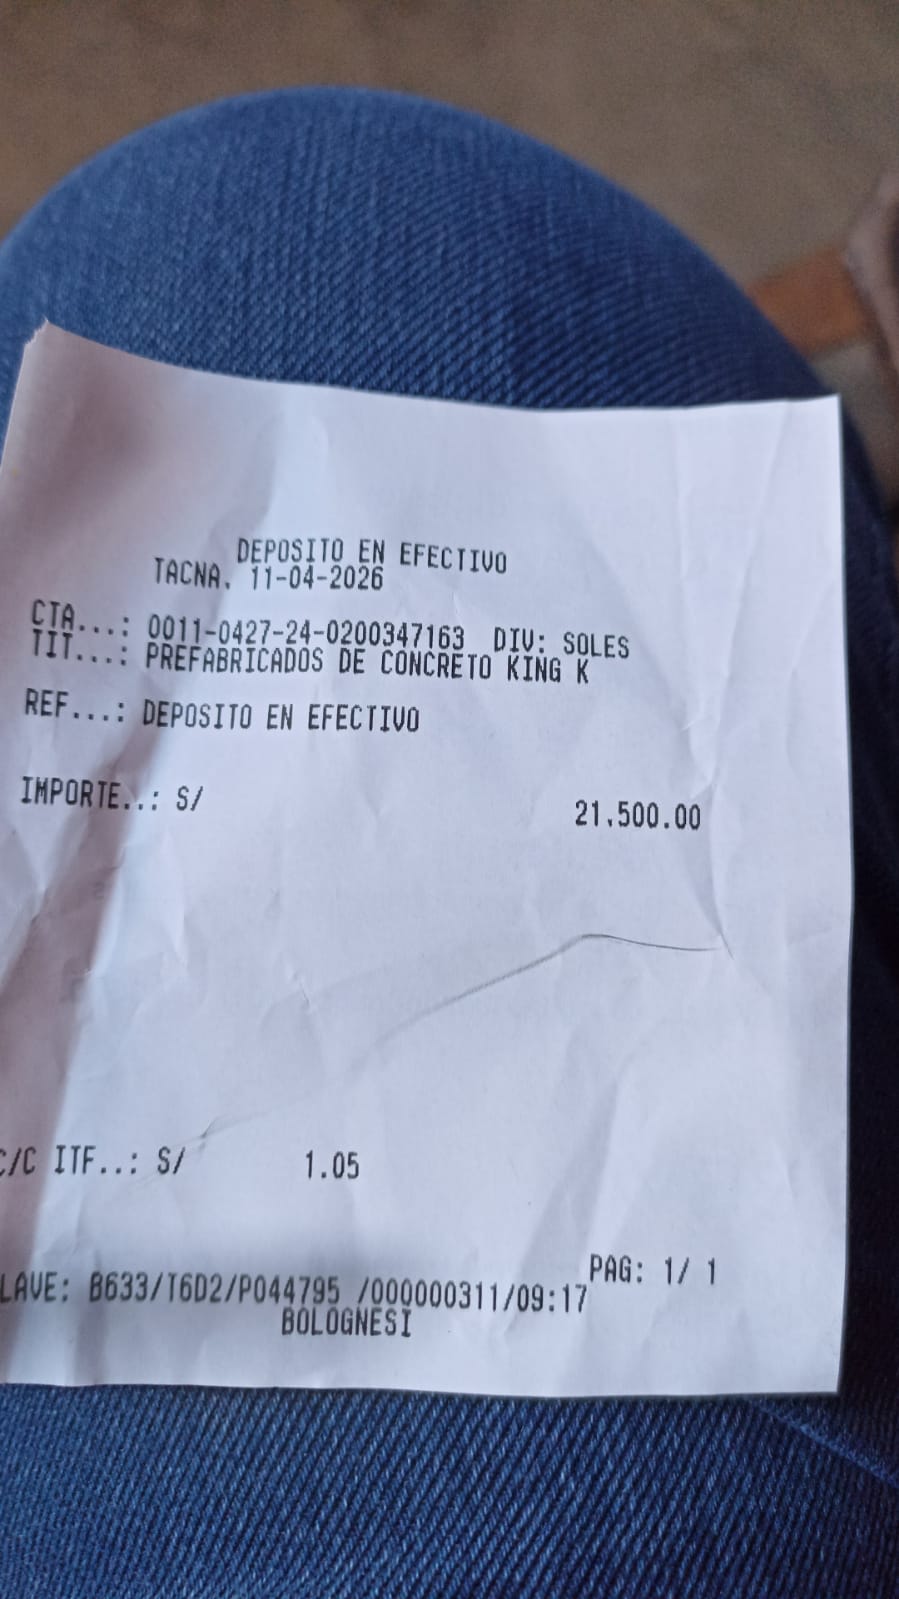 DEPOSITO EN EFECTIVO
TACNA. 11-04-2026
CTA...: 0011-0427-24-0200347163 DIV: SOLES
TIT...: PREFABRICADOS DE CONCRETO KING K
REF...: DEPOSITO EN EFECTIVO
IMPORTE..: S/ 21.500.00
C/C ITF..: S/ 1.05
PAG: 1/ 1
LAVE: B633/T6D2/P044795 /000000311/09:17
BOLOGNESI